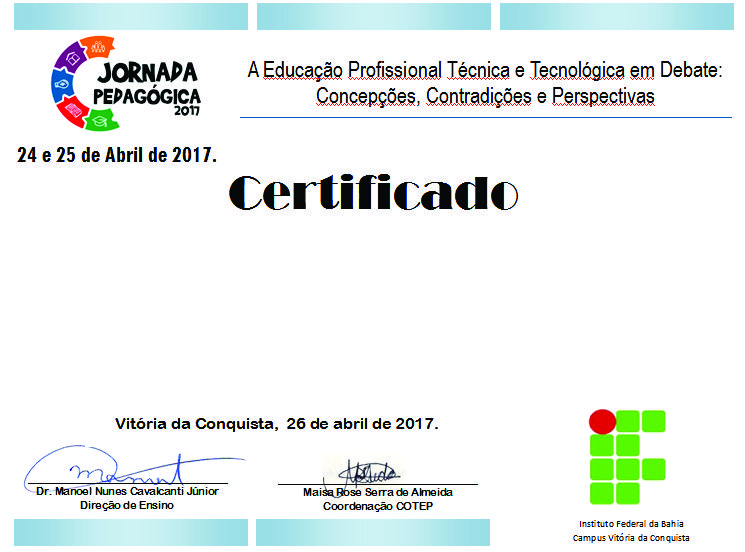 JORNADA
PEDAGÓGICA
2017
A Educação Profissional Técnica e Tecnológica em Debate:
Concepções, Contradições e Perspectivas
24 e 25 de Abril de 2017.
Certificado
Vitória da Conquista, 26 de abril de 2017.
Dr. Manoel Nunes Cavalcanti Júnior
Direção de Ensino
Maisa Rose Serra de Almeida
Coordenação COTEP
Instituto Federal da Bahia
Campus Vitória da Conquista